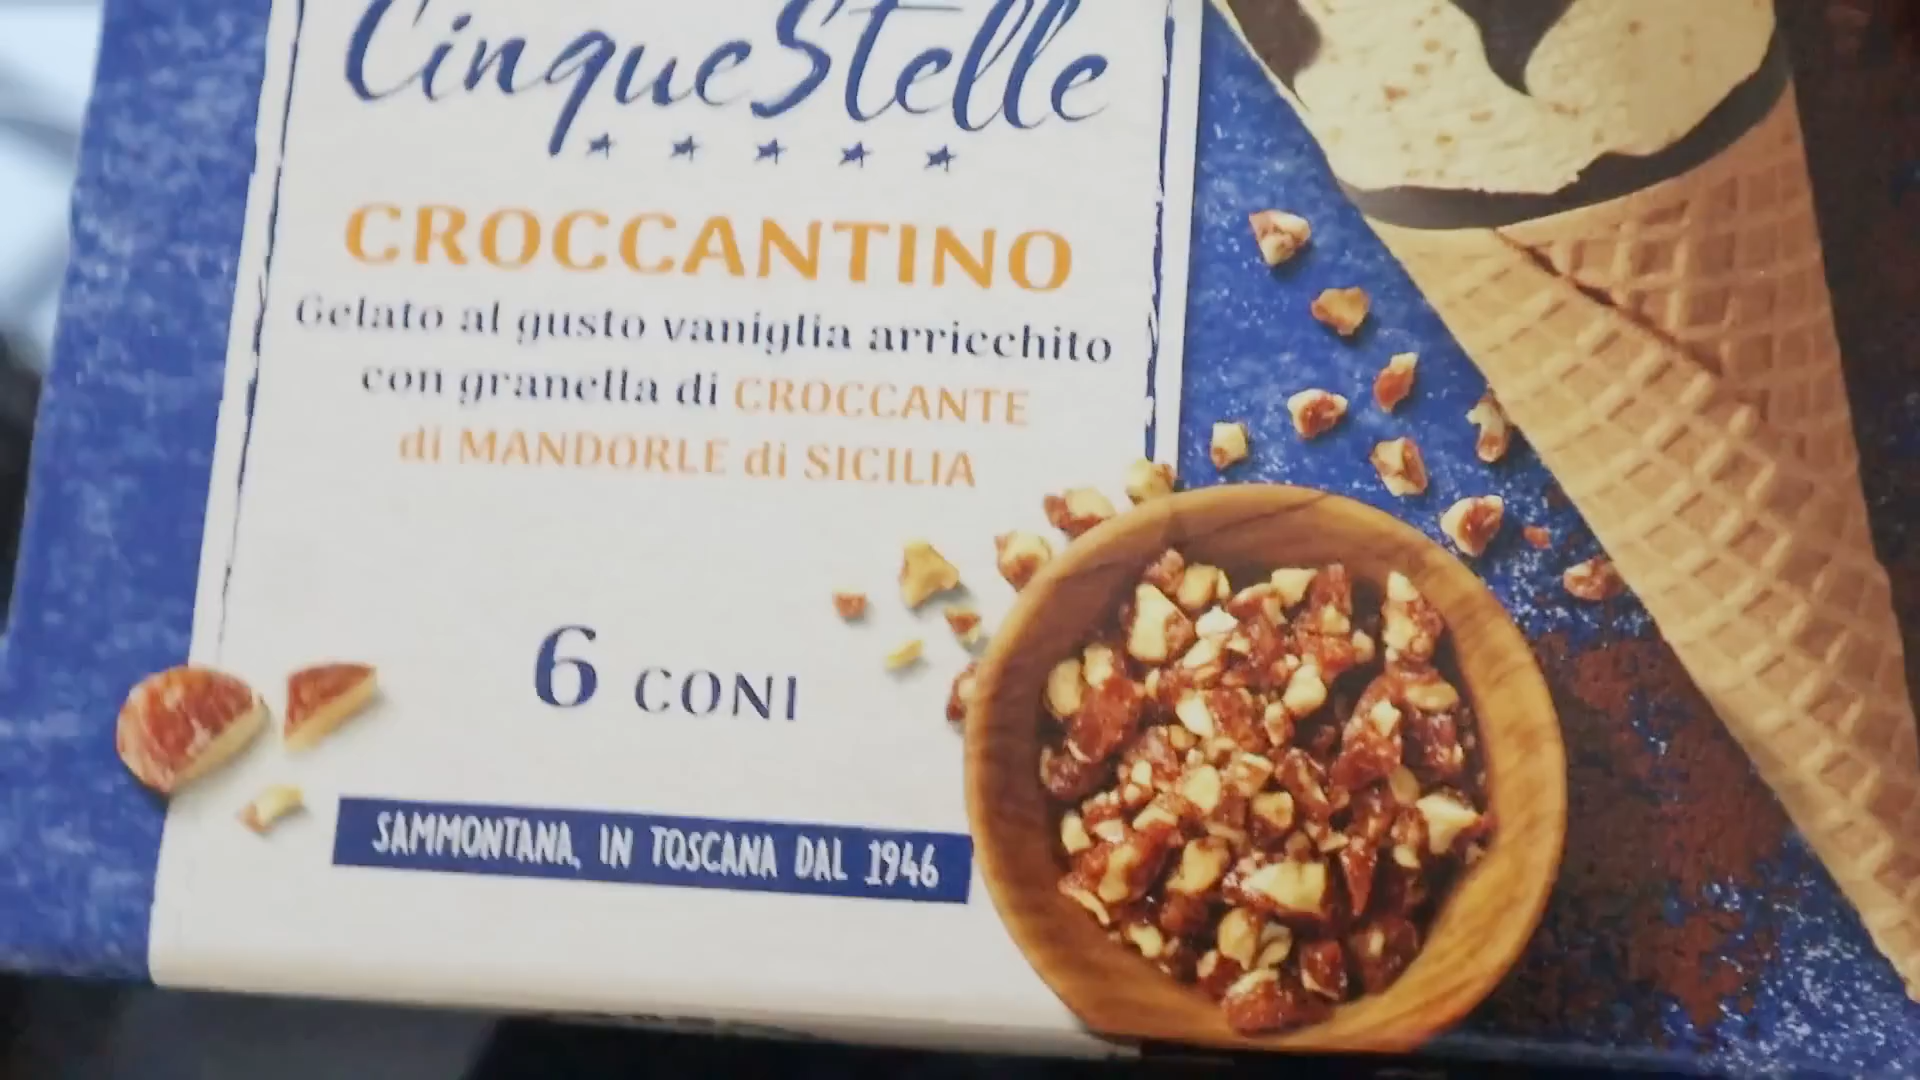 CinqueStelle
CROCCANTINO
Gelato al gusto vaniglia arricchito
con granella di CROCCANTE
di MANDORLE di SICILIA
6 CONI
SAMMONTANA, IN TOSCANA DAL 1946